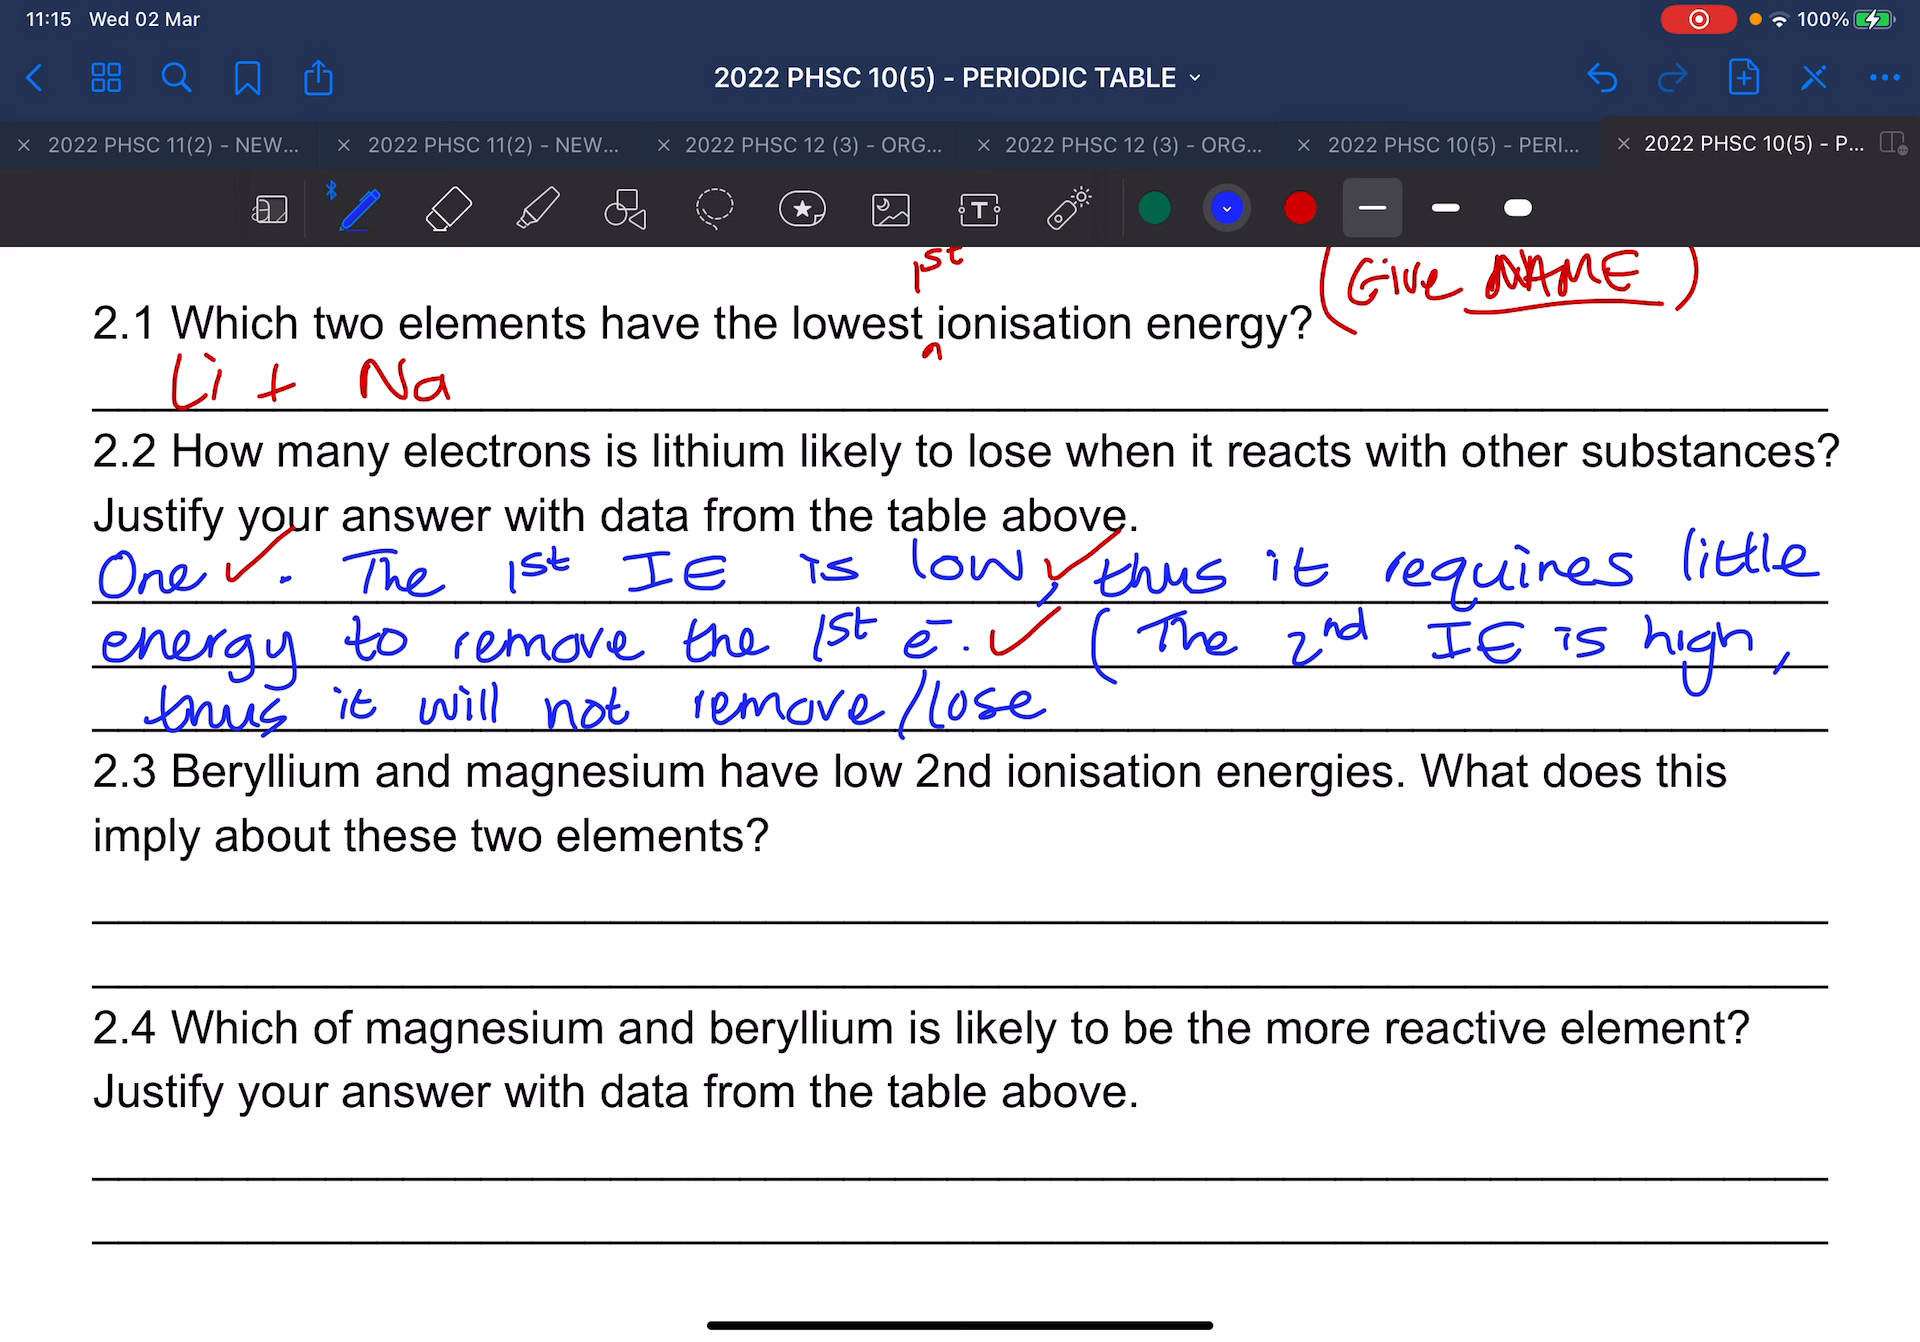 11:15 Wed 02 Mar 100%
2022 PHSC 10(5) - PERIODIC TABLE
2022 PHSC 11(2) - NEW... 2022 PHSC 11(2) - NEW... 2022 PHSC 12 (3) - ORG... 2022 PHSC 12 (3) - ORG... 2022 PHSC 10(5) - PERI... 2022 PHSC 10(5) - P...
T
1st (Give NAME)
2.1 Which two elements have the lowest ionisation energy?
Li + Na
2.2 How many electrons is lithium likely to lose when it reacts with other substances?
Justify your answer with data from the table above.
One ✓. The 1st IE is low,✓ thus it requires little
energy to remove the 1st e-. ✓ (The 2nd IE is high,
thus it will not remove/lose
2.3 Beryllium and magnesium have low 2nd ionisation energies. What does this
imply about these two elements?
2.4 Which of magnesium and beryllium is likely to be the more reactive element?
Justify your answer with data from the table above.